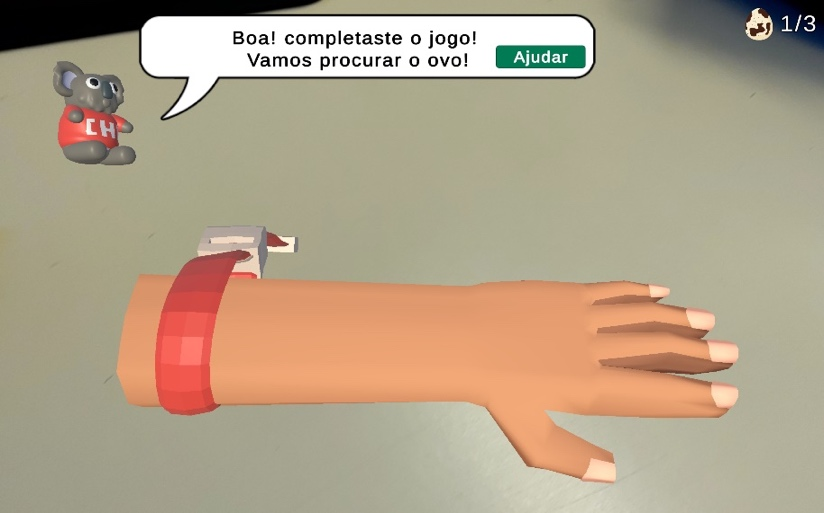 Boa! completaste o jogo!
Vamos procurar o ovo!
Ajudar
1/3
CH